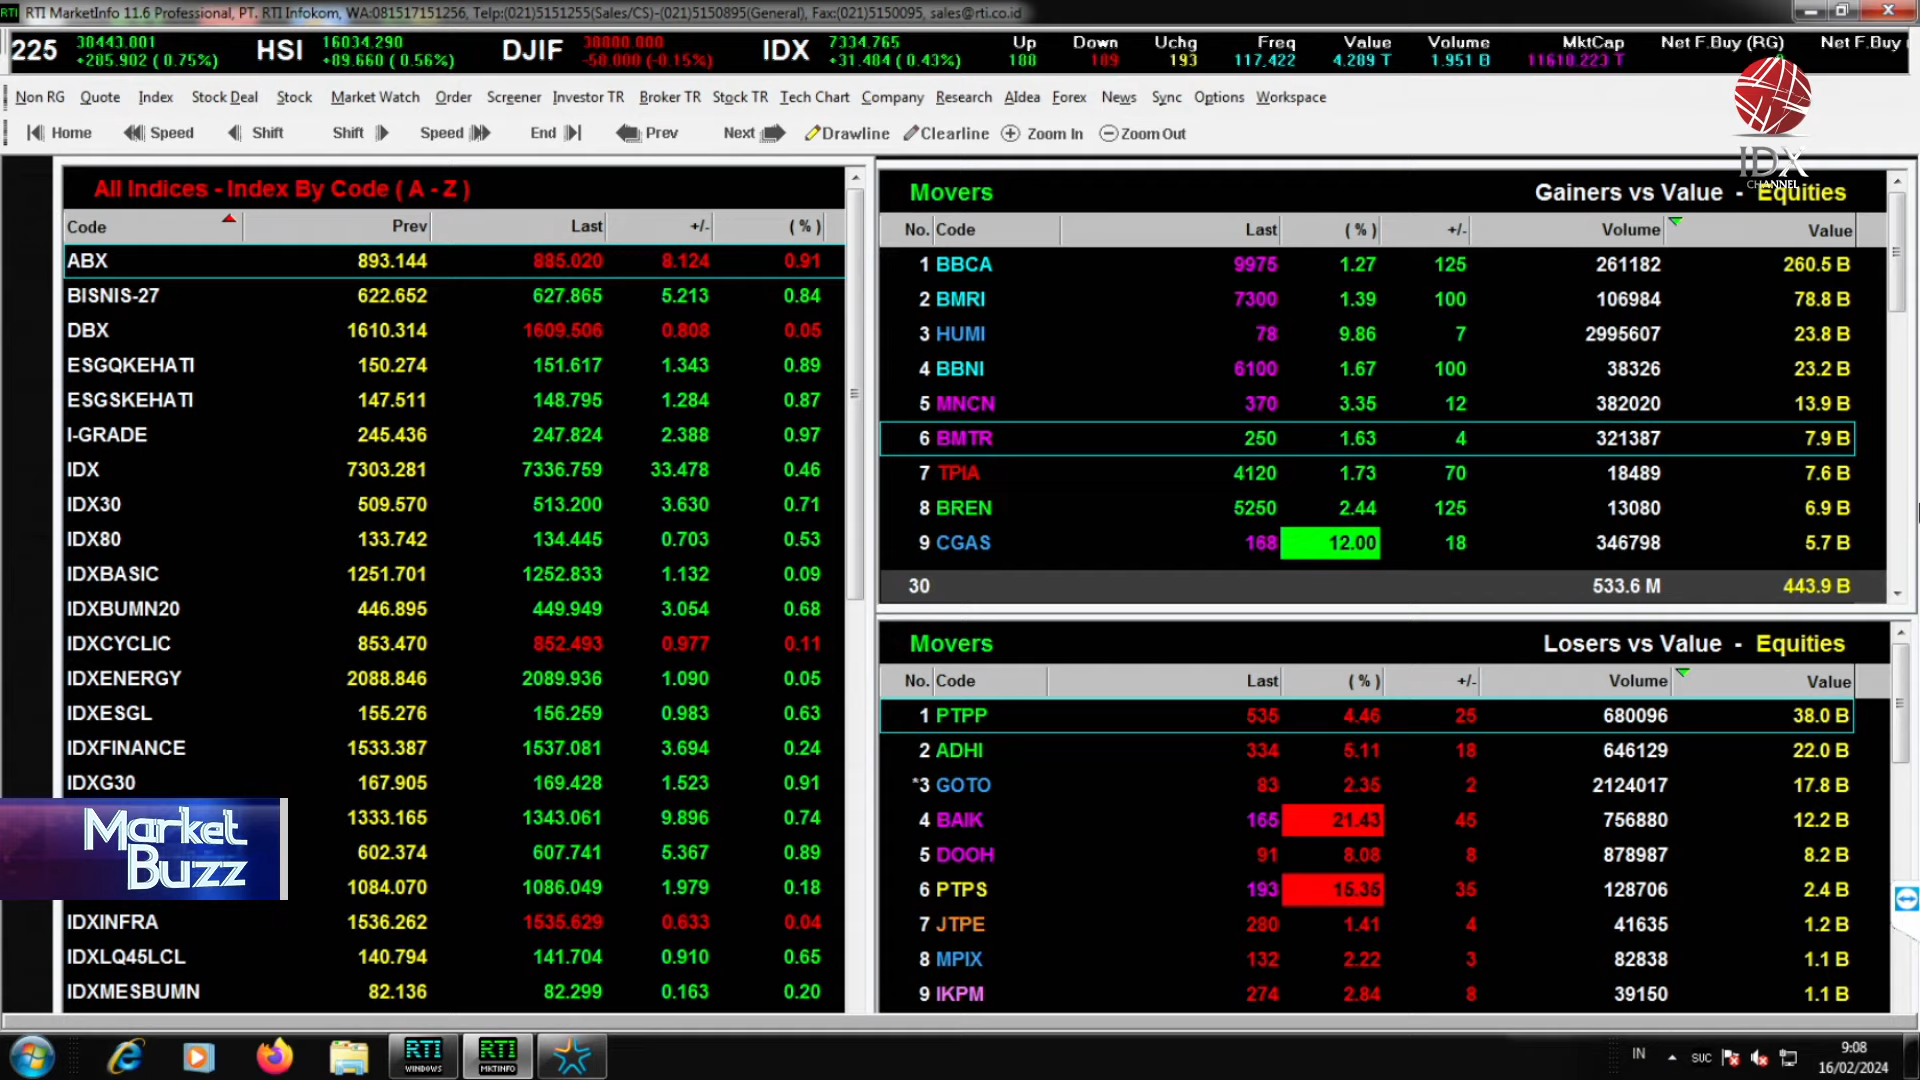 RTI MarketInfo 11.6 Professional, PT. RTI Infokom, WA:081517151256, Telp:(021)5151255(Sales/CS)-(021)5150895(General), Fax:(021)5150095, sales@rti.co.id
225 38443.001 +285.902 ( 0.75%) HSI 16034.290 +89.660 ( 0.56%) DJIF 38800.000 -58.000 (-0.15%) IDX 7334.765 +31.484 ( 0.43%)
Up Down Uchg Freq Value Volume MktCap Net F.Buy (RG) Net F.Buy
188 109 193 117,422 4.289 T 1.951 B 11610.223 T
Non RG Quote Index Stock Deal Stock Market Watch Order Screener Investor TR Broker TR Stock TR Tech Chart Company Research AIdea Forex News Sync Options Workspace
Home Speed Shift Shift Speed End Prev Next Drawline Clearline Zoom In Zoom Out
IDX
CHANNEL
All Indices - Index By Code ( A - Z )
Code Prev Last +/- ( % )
ABX 893.144 885.020 8.124 0.91
BISNIS-27 622.652 627.865 5.213 0.84
DBX 1610.314 1609.506 0.808 0.05
ESGQKEHATI 150.274 151.617 1.343 0.89
ESGSKEHATI 147.511 148.795 1.284 0.87
I-GRADE 245.436 247.824 2.388 0.97
IDX 7303.281 7336.759 33.478 0.46
IDX30 509.570 513.200 3.630 0.71
IDX80 133.742 134.445 0.703 0.53
IDXBASIC 1251.701 1252.833 1.132 0.09
IDXBUMN20 446.895 449.949 3.054 0.68
IDXCYCLIC 853.470 852.493 0.977 0.11
IDXENERGY 2088.846 2089.936 1.090 0.05
IDXESGL 155.276 156.259 0.983 0.63
IDXFINANCE 1533.387 1537.081 3.694 0.24
IDXG30 167.905 169.428 1.523 0.91
1333.165 1343.061 9.896 0.74
602.374 607.741 5.367 0.89
1084.070 1086.049 1.979 0.18
IDXINFRA 1536.262 1535.629 0.633 0.04
IDXLQ45LCL 140.794 141.704 0.910 0.65
IDXMESBUMN 82.136 82.299 0.163 0.20
Market
Buzz
Movers Gainers vs Value - Equities
No. Code Last ( % ) +/- Volume Value
1 BBCA 9975 1.27 125 261182 260.5 B
2 BMRI 7300 1.39 100 106984 78.8 B
3 HUMI 78 9.86 7 2995607 23.8 B
4 BBNI 6100 1.67 100 38326 23.2 B
5 MNCN 370 3.35 12 382020 13.9 B
6 BMTR 250 1.63 4 321387 7.9 B
7 TPIA 4120 1.73 70 18489 7.6 B
8 BREN 5250 2.44 125 13080 6.9 B
9 CGAS 168 12.00 18 346798 5.7 B
30 533.6 M 443.9 B
Movers Losers vs Value - Equities
No. Code Last ( % ) +/- Volume Value
1 PTPP 535 4.46 25 680096 38.0 B
2 ADHI 334 5.11 18 646129 22.0 B
*3 GOTO 83 2.35 2 2124017 17.8 B
4 BAIK 165 21.43 45 756880 12.2 B
5 DOOH 91 8.08 8 878987 8.2 B
6 PTPS 193 15.35 35 128706 2.4 B
7 JTPE 280 1.41 4 41635 1.2 B
8 MPIX 132 2.22 3 82838 1.1 B
9 IKPM 274 2.84 8 39150 1.1 B
RTI WINDOWS RTI MKTINFO
IN SUC 9:08
16/02/2024